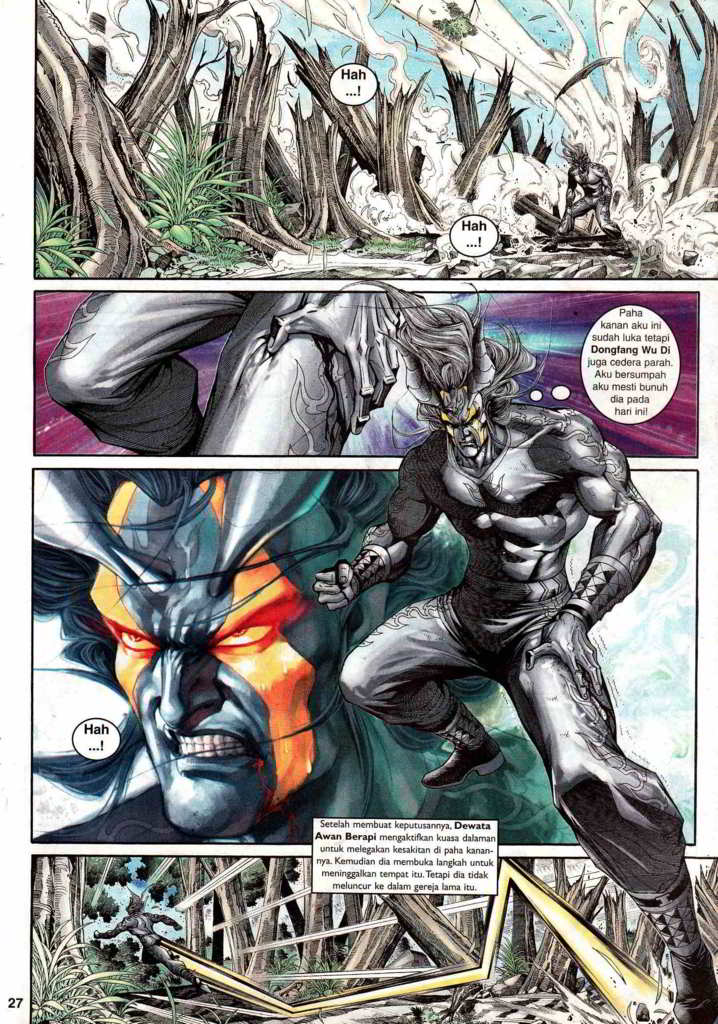 Hah
...!
Hah
...!
Paha
kanan aku ini
sudah luka tetapi
Dongfang Wu Di
juga cedera parah.
Aku bersumpah
aku mesti bunuh
dia pada
hari ini!
Hah
...!
Setelah membuat keputusannya, Dewata
Awan Berapi mengaktifkan kuasa dalaman
untuk melegakan kesakitan di paha kanan-
nya. Kemudian dia membuka langkah untuk
meninggalkan tempat itu. Tetapi dia tidak
meluncur ke dalam gereja lama itu.
27